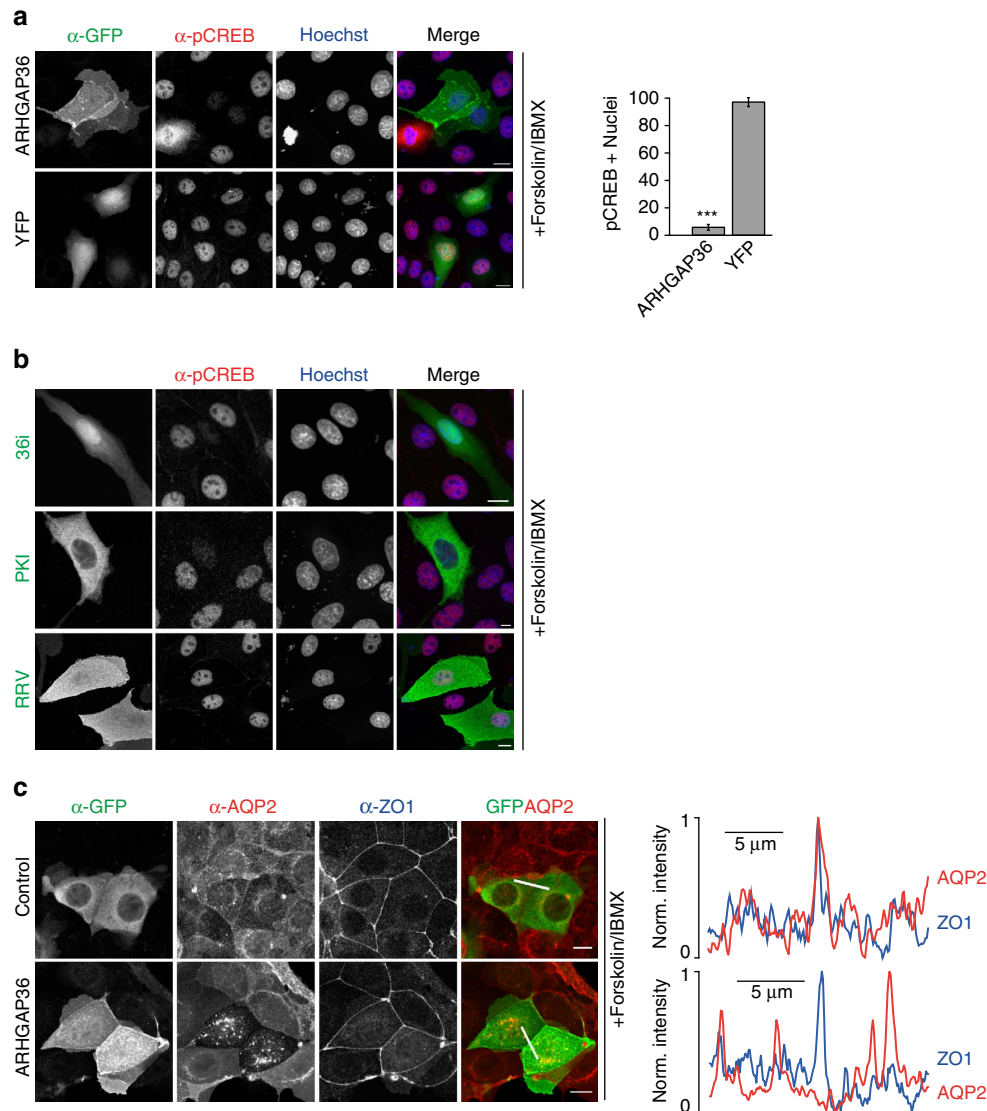 a
α-GFP α-pCREB Hoechst Merge
ARHGAP36
YFP
+Forskolin/IBMX
pCREB + Nuclei
100
80
60
40
20
0
***
ARHGAP36
YFP
b
α-pCREB Hoechst Merge
36i
PKI
RRV
+Forskolin/IBMX
c
α-GFP α-AQP2 α-ZO1 GFPAQP2
Control
ARHGAP36
+Forskolin/IBMX
Norm. intensity
1
0
5 μm
AQP2
ZO1
Norm. intensity
1
0
5 μm
ZO1
AQP2